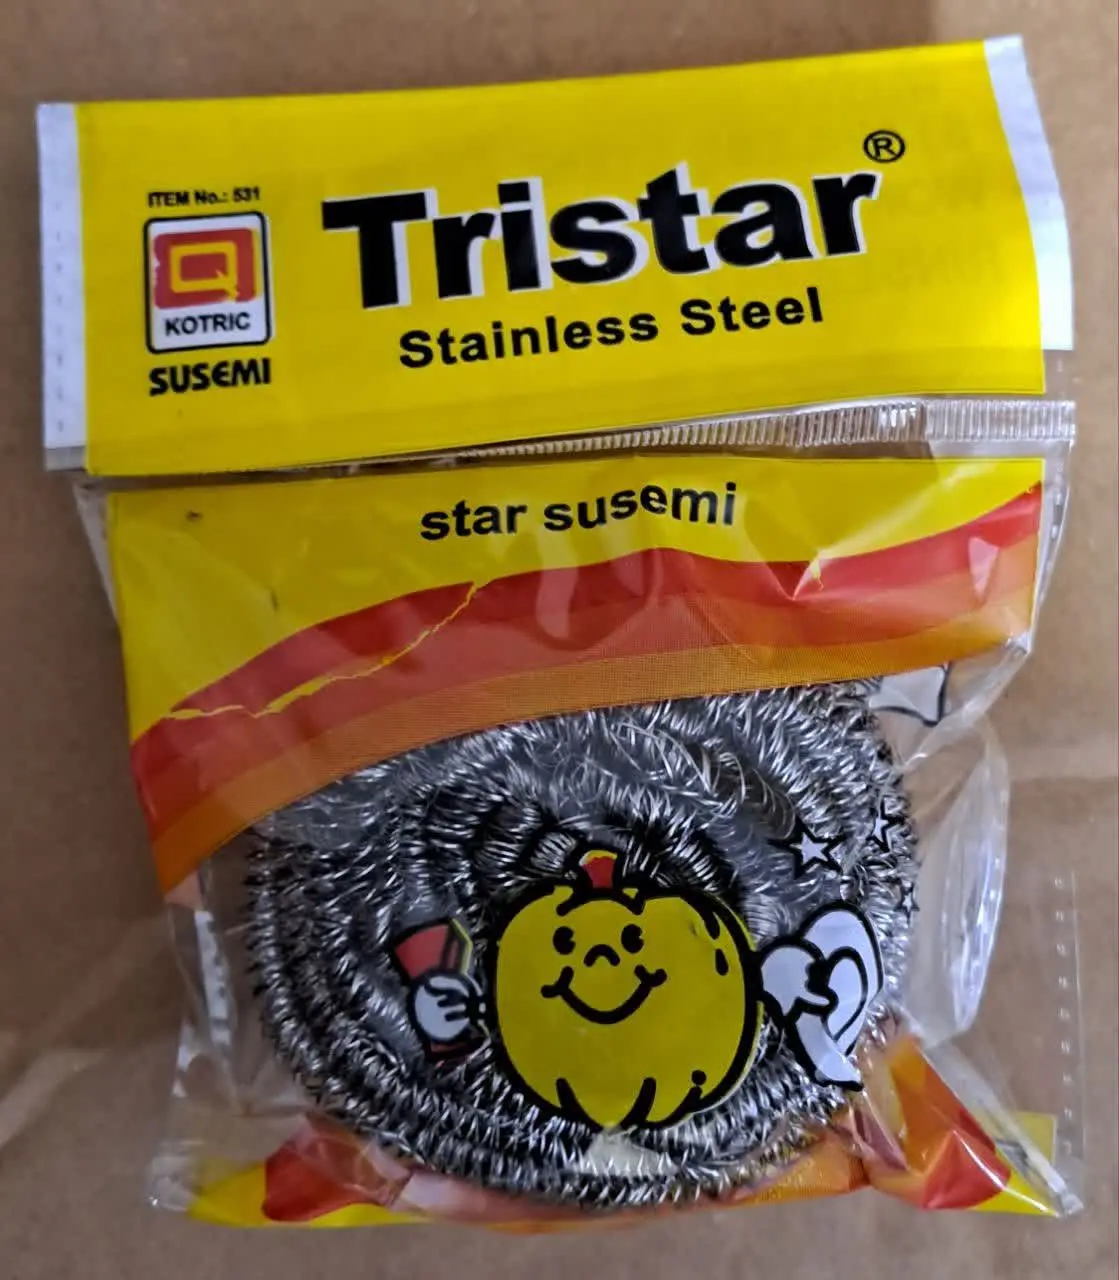 ITEM No.: 531
Q
KOTRIC
SUSEMI
Tristar®
Stainless Steel
star susemi